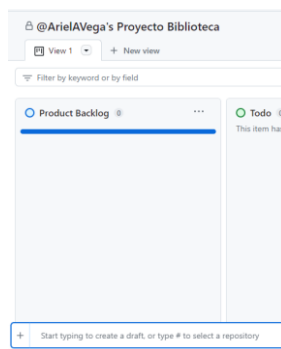 @ArielAVega's Proyecto Biblioteca
View 1
+ New view
Filter by keyword or by field
Product Backlog 0
Todo
This item has
+ Start typing to create a draft, or type # to select a repository